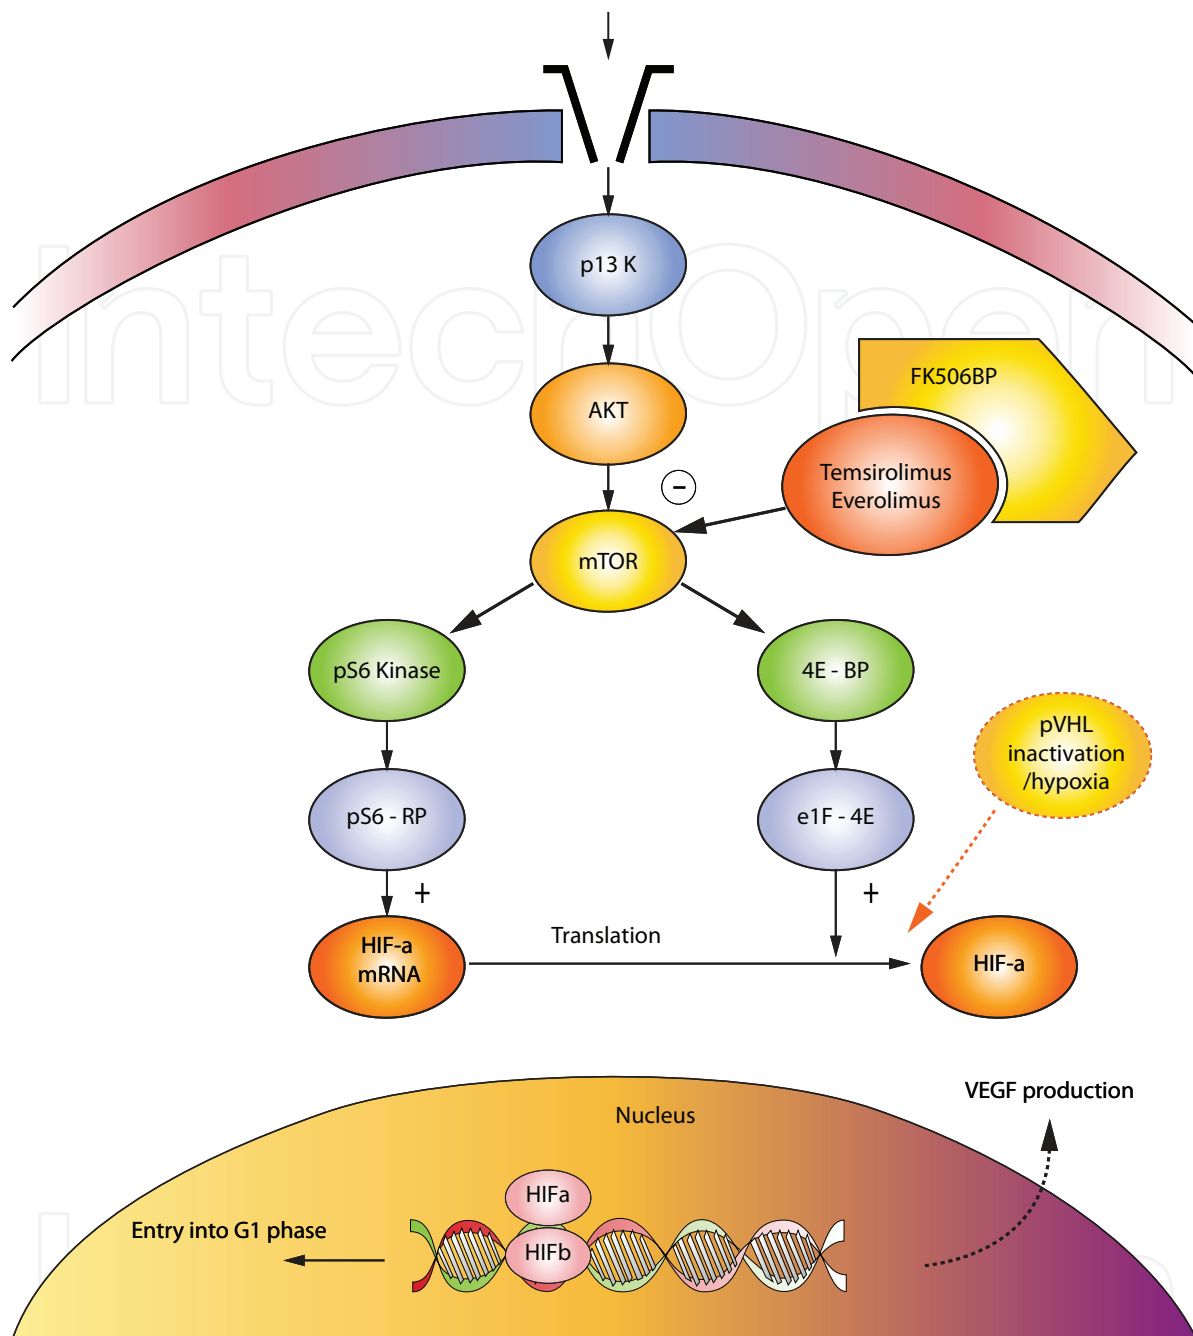 p13 K
FK506BP
AKT
Temsirolimus
Everolimus
−
mTOR
pS6 Kinase
4E - BP
pVHL
inactivation
/hypoxia
pS6 - RP
e1F - 4E
+
+
HIF-a
mRNA
Translation
HIF-a
VEGF production
Nucleus
HIFa
Entry into G1 phase
HIFb
IntechOpen